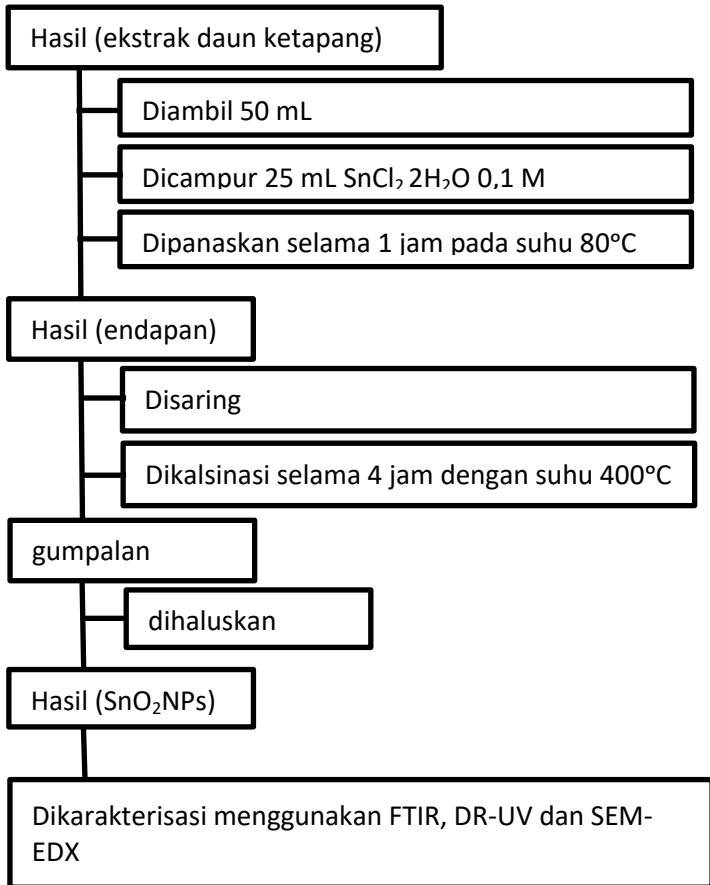 Hasil (ekstrak daun ketapang)
Diambil 50 mL
Dicampur 25 mL SnCl₂ 2H₂O 0,1 M
Dipanaskan selama 1 jam pada suhu 80°C
Hasil (endapan)
Disaring
Dikalsinasi selama 4 jam dengan suhu 400°C
gumpalan
dihaluskan
Hasil (SnO₂NPs)
Dikarakterisasi menggunakan FTIR, DR-UV dan SEM-
EDX